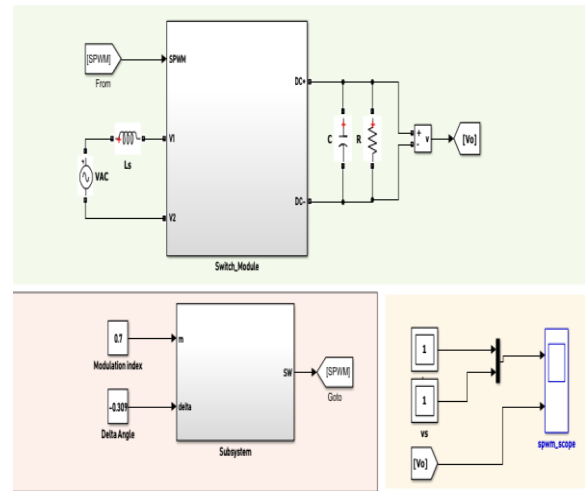 [SPWM]
From
SPWM
DC+
V1
Ls
+
VAC
C
R
+
-
v
[Vo]
DC-
V2
Switch_Module
0.7
m
Modulation index
SW
[SPWM]
Goto
-0.309
delta
Delta Angle
Subsystem
1
1
vs
[Vo]
spwm_scope